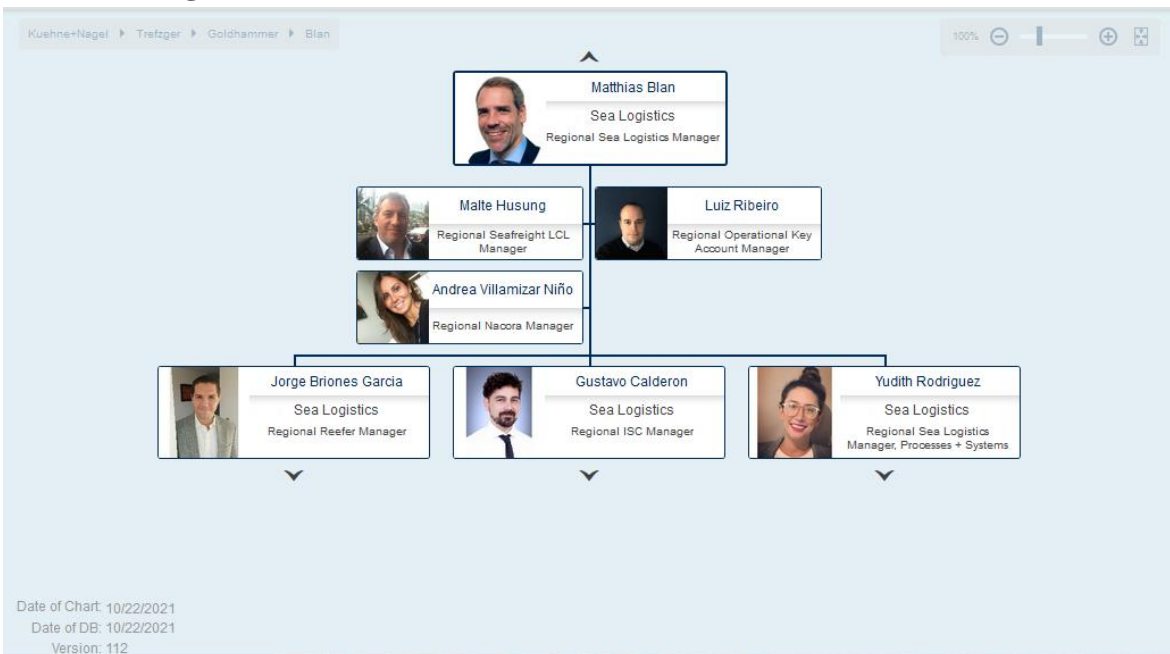 Kuehne+Nagel Trefzger Goldhammer Blan
100%
Matthias Blan
Sea Logistics
Regional Sea Logistics Manager
Malte Husung
Regional Seafreight LCL
Manager
Luiz Ribeiro
Regional Operational Key
Account Manager
Andrea Villamizar Niño
Regional Nacora Manager
Jorge Briones Garcia
Sea Logistics
Regional Reefer Manager
Gustavo Calderon
Sea Logistics
Regional ISC Manager
Yudith Rodriguez
Sea Logistics
Regional Sea Logistics
Manager, Processes + Systems
Date of Chart: 10/22/2021
Date of DB: 10/22/2021
Version: 112